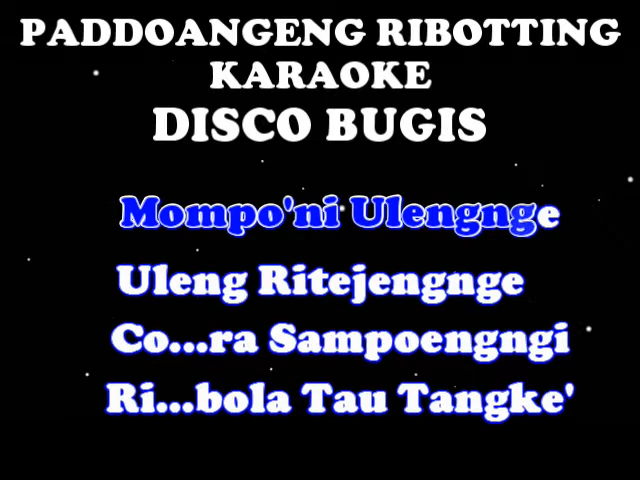 PADDOANGENG RIBOTTING
KARAOKE
DISCO BUGIS
Mompo'ni Ulengnge
Uleng Ritejengnge
Co...ra Sampoengngi
Ri...bola Tau Tangke'